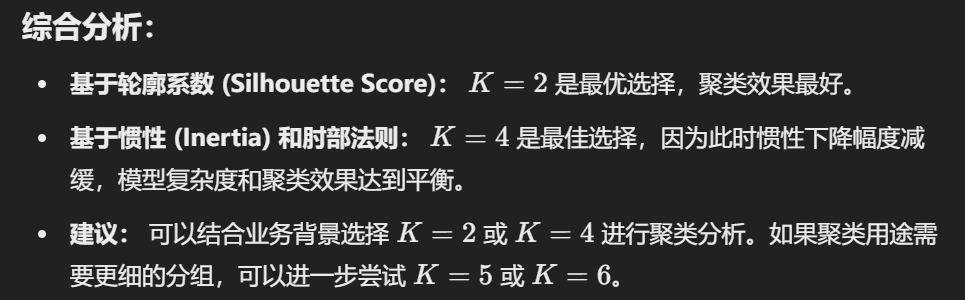 综合分析：
• 基于轮廓系数 (Silhouette Score)： K = 2 是最优选择，聚类效果最好。
• 基于惯性 (Inertia) 和肘部法则： K = 4 是最佳选择，因为此时惯性下降幅度减
缓，模型复杂度和聚类效果达到平衡。
• 建议： 可以结合业务背景选择 K = 2 或 K = 4 进行聚类分析。如果聚类用途需
要更细的分组，可以进一步尝试 K = 5 或 K = 6。